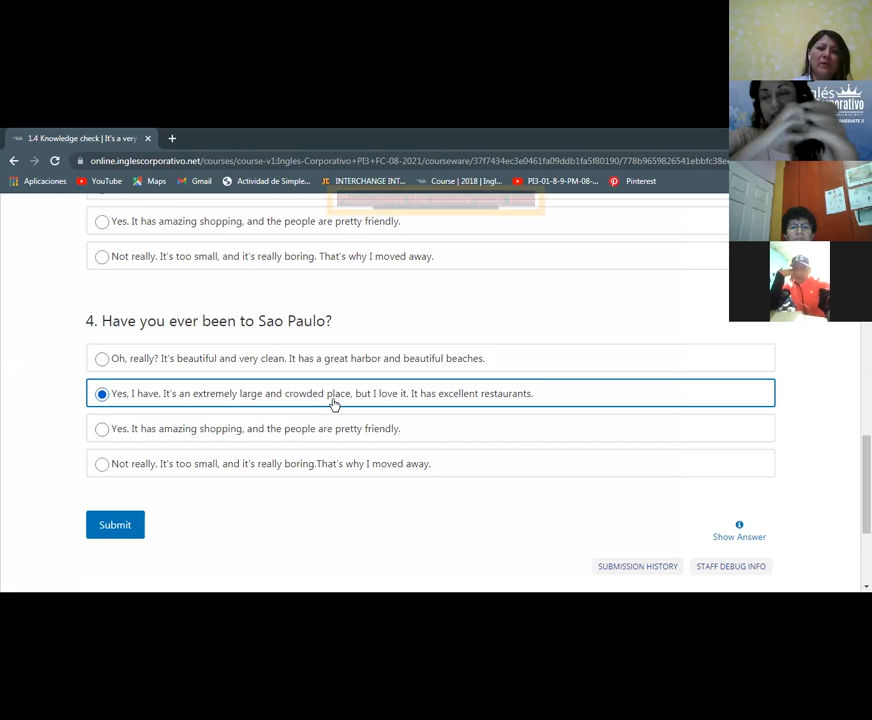 Inglés
Corporativo
1.4 Knowledge check | It's a very
online.inglescorporativo.net/courses/course-v1:Ingles-Corporativo+PI3+FC-08-2021/courseware/37f7434ec3e0461fa09ddb1fa5f80190/778b9659826541ebbfc38e
Aplicaciones YouTube Maps Gmail Actividad de Simple... INTERCHANGE INT... Course | 2018 | Ingl... PI3-01-8-9-PM-08-... Pinterest
Yes. It has amazing shopping, and the people are pretty friendly.
Not really. It's too small, and it's really boring. That's why I moved away.
4. Have you ever been to Sao Paulo?
Oh, really? It's beautiful and very clean. It has a great harbor and beautiful beaches.
Yes, I have. It's an extremely large and crowded place, but I love it. It has excellent restaurants.
Yes. It has amazing shopping, and the people are pretty friendly.
Not really. It's too small, and it's really boring.That's why I moved away.
Submit
Show Answer
SUBMISSION HISTORY STAFF DEBUG INFO